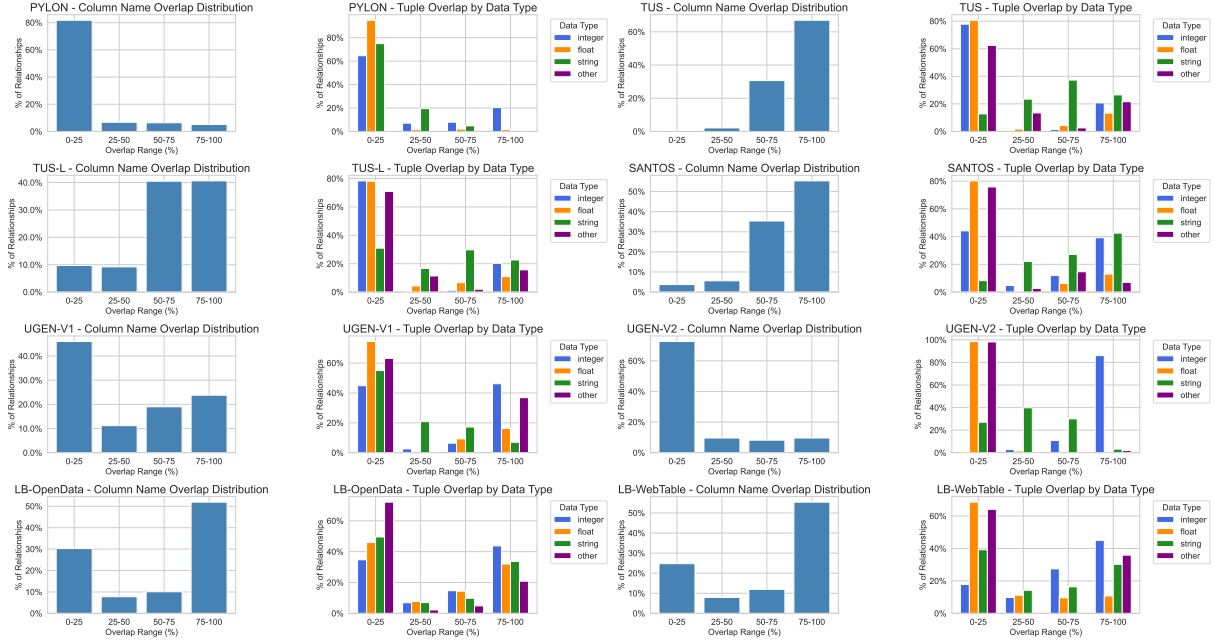 PYLON - Column Name Overlap Distribution
% of Relationships
80%
60%
40%
20%
0%
0-25 25-50 50-75 75-100
Overlap Range (%)
PYLON - Tuple Overlap by Data Type
% of Relationships
80%
60%
40%
20%
0%
0-25 25-50 50-75 75-100
Overlap Range (%)
Data Type
integer
float
string
other
TUS - Column Name Overlap Distribution
% of Relationships
60%
40%
20%
0%
0-25 25-50 50-75 75-100
Overlap Range (%)
TUS - Tuple Overlap by Data Type
% of Relationships
80%
60%
40%
20%
0%
0-25 25-50 50-75 75-100
Overlap Range (%)
Data Type
integer
float
string
other
TUS-L - Column Name Overlap Distribution
% of Relationships
40.0%
30.0%
20.0%
10.0%
0.0%
0-25 25-50 50-75 75-100
Overlap Range (%)
TUS-L - Tuple Overlap by Data Type
% of Relationships
80%
60%
40%
20%
0%
0-25 25-50 50-75 75-100
Overlap Range (%)
Data Type
integer
float
string
other
SANTOS - Column Name Overlap Distribution
% of Relationships
50%
40%
30%
20%
10%
0%
0-25 25-50 50-75 75-100
Overlap Range (%)
SANTOS - Tuple Overlap by Data Type
% of Relationships
80%
60%
40%
20%
0%
0-25 25-50 50-75 75-100
Overlap Range (%)
Data Type
integer
float
string
other
UGEN-V1 - Column Name Overlap Distribution
% of Relationships
40.0%
30.0%
20.0%
10.0%
0.0%
0-25 25-50 50-75 75-100
Overlap Range (%)
UGEN-V1 - Tuple Overlap by Data Type
% of Relationships
60%
40%
20%
0%
0-25 25-50 50-75 75-100
Overlap Range (%)
Data Type
integer
float
string
other
UGEN-V2 - Column Name Overlap Distribution
% of Relationships
60%
40%
20%
0%
0-25 25-50 50-75 75-100
Overlap Range (%)
UGEN-V2 - Tuple Overlap by Data Type
% of Relationships
100%
80%
60%
40%
20%
0%
0-25 25-50 50-75 75-100
Overlap Range (%)
Data Type
integer
float
string
other
LB-OpenData - Column Name Overlap Distribution
% of Relationships
50%
40%
30%
20%
10%
0%
0-25 25-50 50-75 75-100
Overlap Range (%)
LB-OpenData - Tuple Overlap by Data Type
% of Relationships
60%
40%
20%
0%
0-25 25-50 50-75 75-100
Overlap Range (%)
Data Type
integer
float
string
other
LB-WebTable - Column Name Overlap Distribution
% of Relationships
50%
40%
30%
20%
10%
0%
0-25 25-50 50-75 75-100
Overlap Range (%)
LB-WebTable - Tuple Overlap by Data Type
% of Relationships
60%
40%
20%
0%
0-25 25-50 50-75 75-100
Overlap Range (%)
Data Type
integer
float
string
other